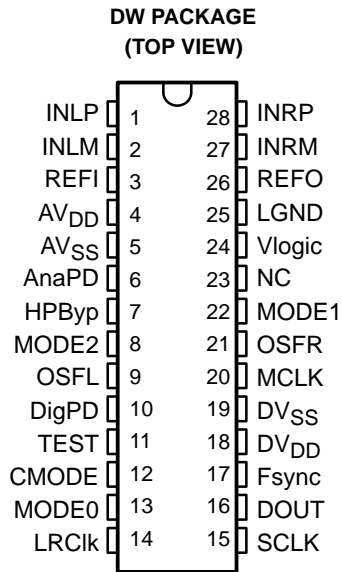 DW PACKAGE
(TOP VIEW)
INLP 1 28 INRP
INLM 2 27 INRM
REFI 3 26 REFO
AVDD 4 25 LGND
AVSS 5 24 Vlogic
AnaPD 6 23 NC
HPByp 7 22 MODE1
MODE2 8 21 OSFR
OSFL 9 20 MCLK
DigPD 10 19 DVSS
TEST 11 18 DVDD
CMODE 12 17 Fsync
MODE0 13 16 DOUT
LRClk 14 15 SCLK